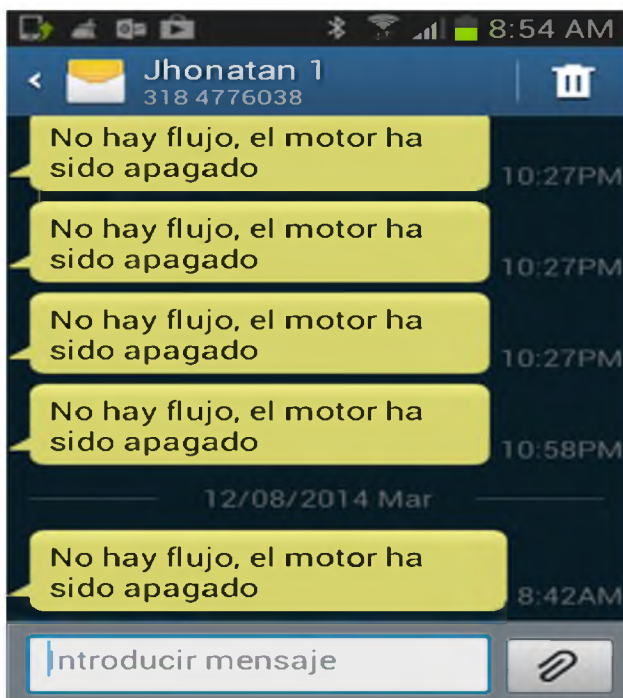 8:54 AM
Jhonatan 1
318 4776038
No hay flujo, el motor ha
sido apagado
10:27PM
No hay flujo, el motor ha
sido apagado
10:27PM
No hay flujo, el motor ha
sido apagado
10:27PM
No hay flujo, el motor ha
sido apagado
10:58PM
12/08/2014 Mar
No hay flujo, el motor ha
sido apagado
8:42AM
Introducir mensaje